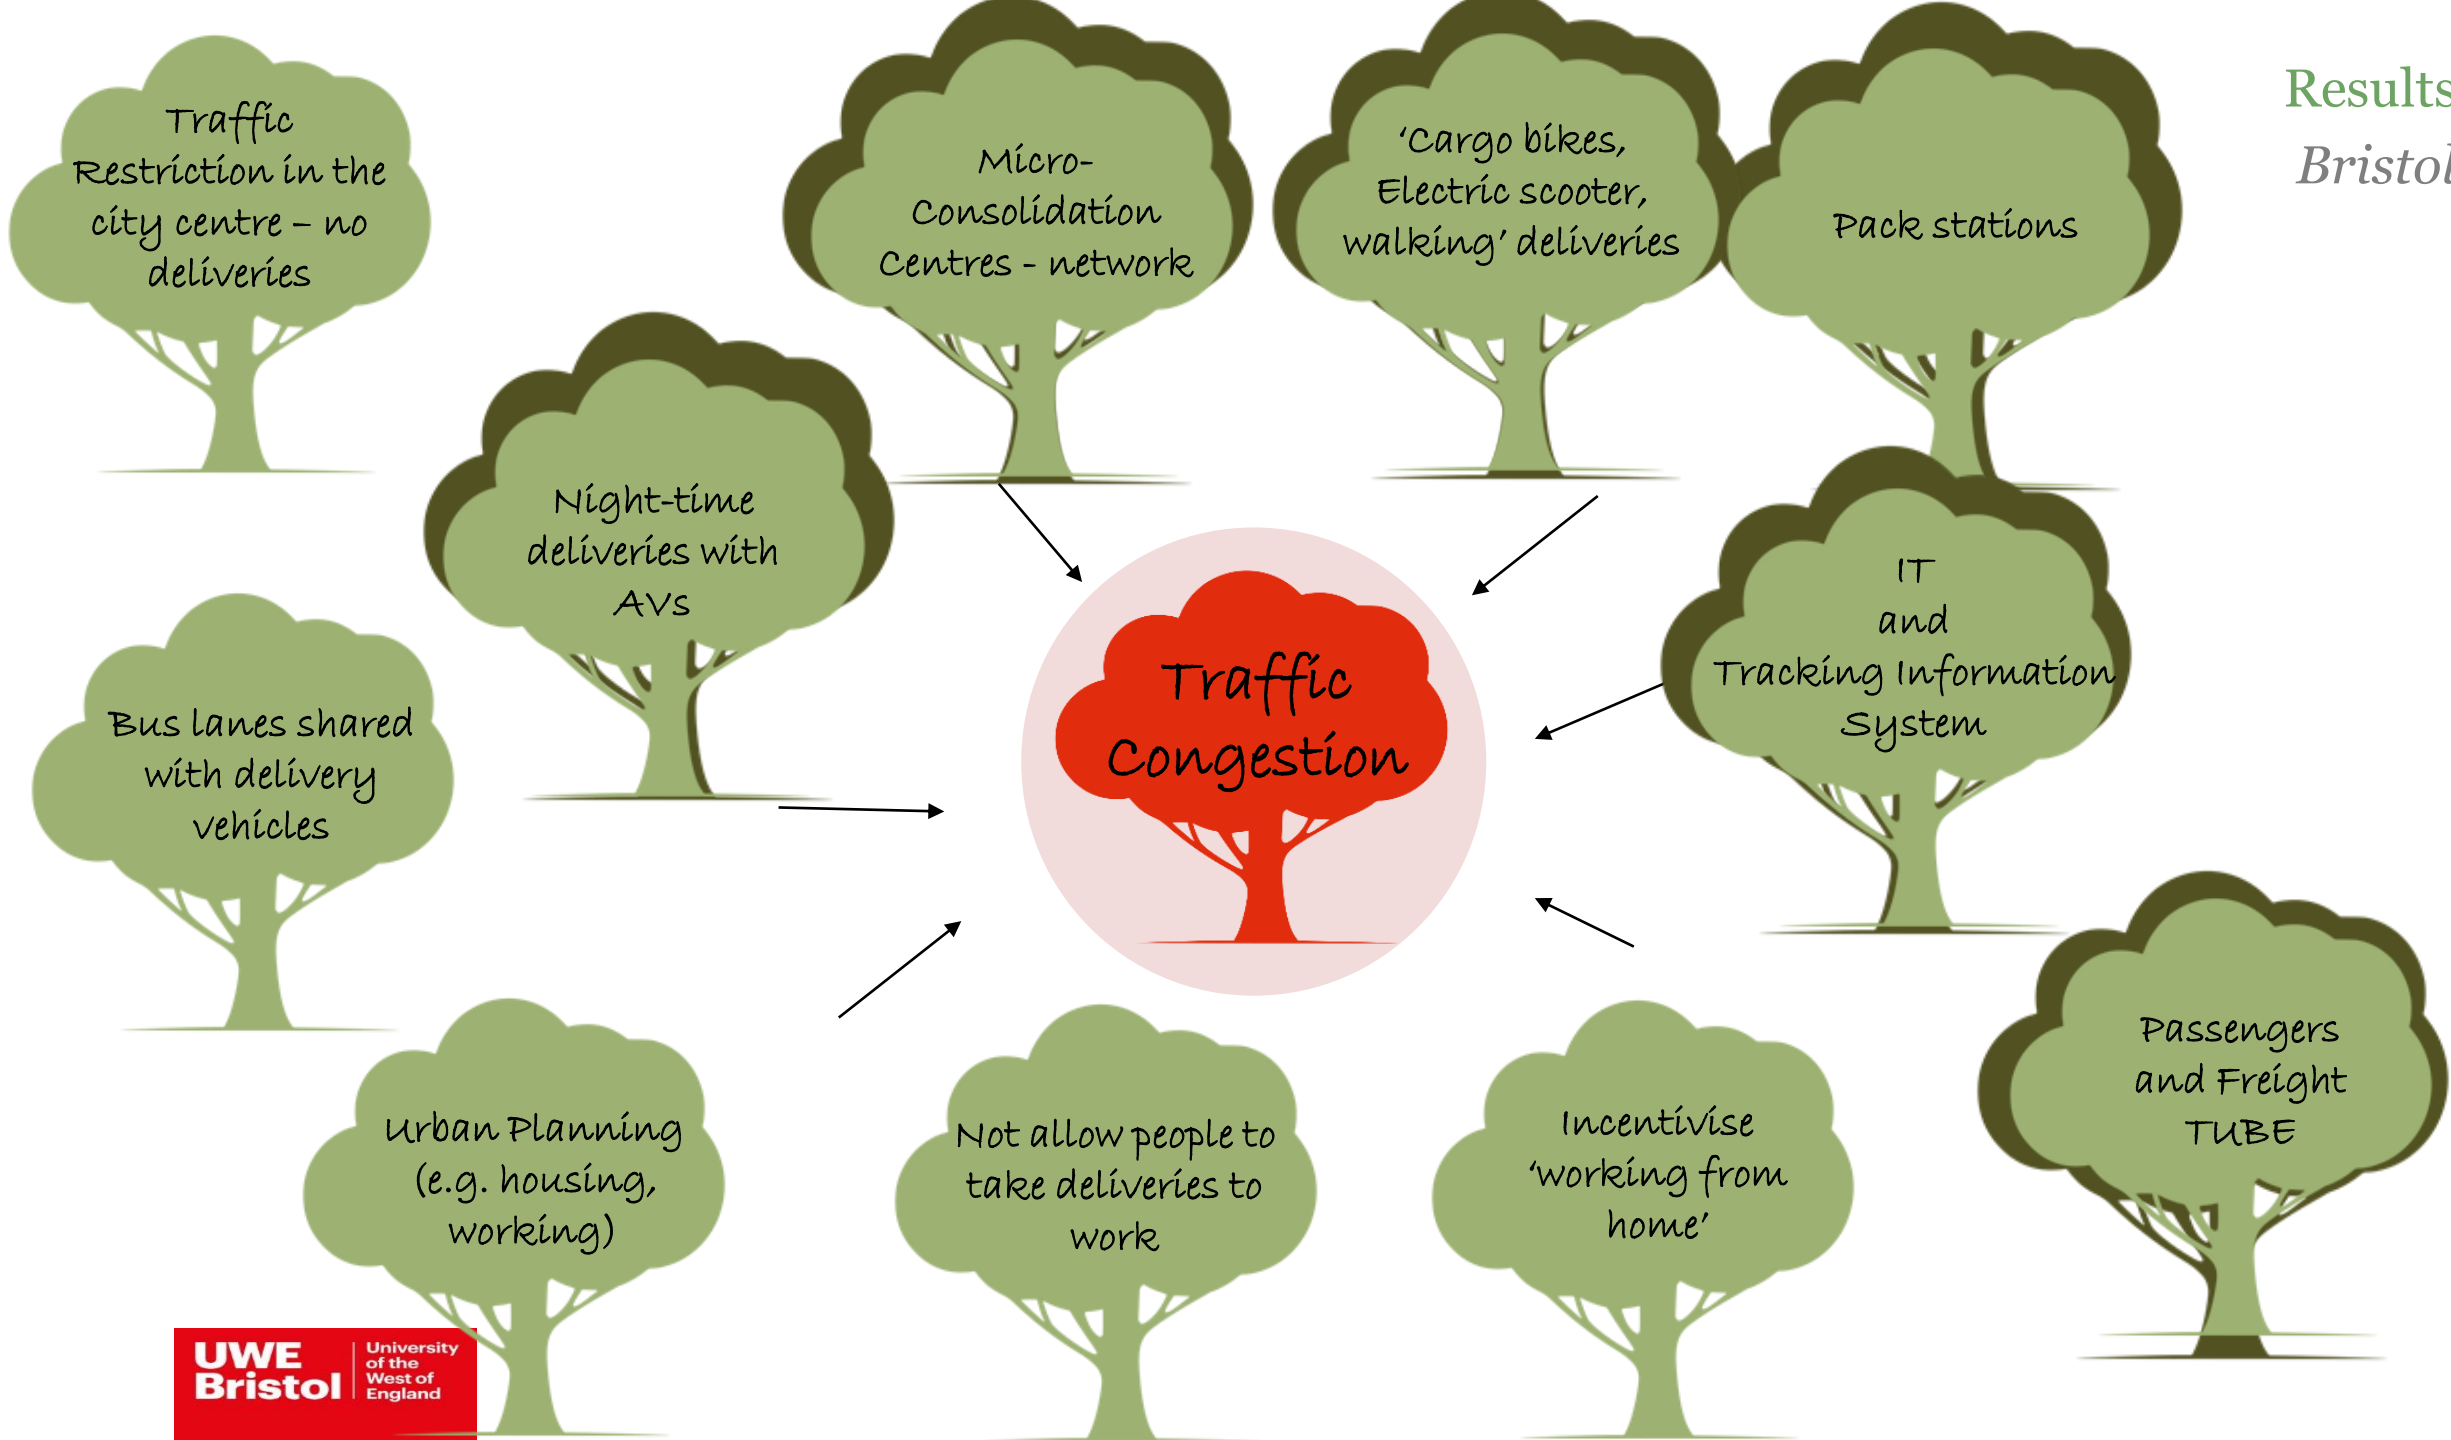 Results
Bristol
Traffic
Restriction in the
city centre – no
deliveries
Micro-
Consolidation
Centres - network
‘Cargo bikes,
Electric scooter,
walking’ deliveries
Pack stations
Night-time
deliveries with
AVs
IT
and
Tracking Information
System
Traffic
Congestion
Bus lanes shared
with delivery
vehicles
Passengers
and Freight
TUBE
Urban Planning
(e.g. housing,
working)
Not allow people to
take deliveries to
work
Incentivise
‘working from
home’
UWE
Bristol
University
of the
West of
England